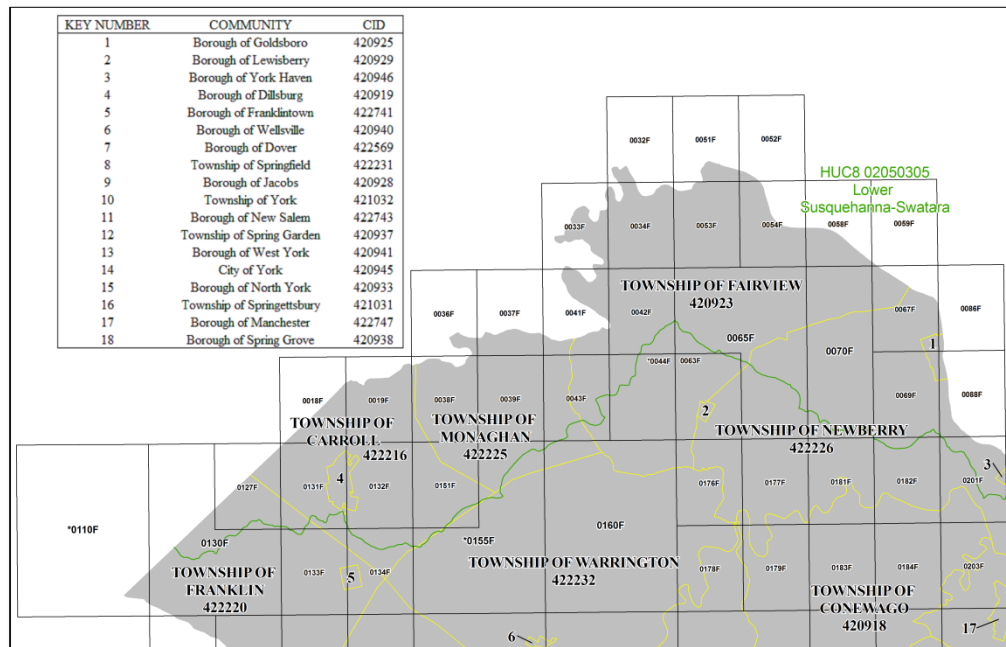 KEY NUMBER COMMUNITY CID
1 Borough of Goldsboro 420925
2 Borough of Lewisberry 420929
3 Borough of York Haven 420946
4 Borough of Dillsburg 420919
5 Borough of Franklintown 422741
6 Borough of Wellsville 420940
7 Borough of Dover 422569
8 Township of Springfield 422231
9 Borough of Jacobs 420928
10 Township of York 421032
11 Borough of New Salem 422743
12 Township of Spring Garden 420937
13 Borough of West York 420941
14 City of York 420945
15 Borough of North York 420933
16 Township of Springettsbury 421031
17 Borough of Manchester 422747
18 Borough of Spring Grove 420938
0032F 0051F 0052F
HUC8 02050305
Lower
Susquehanna-Swatara
0033F 0034F 0053F 0054F 0058F 0059F
TOWNSHIP OF FAIRVIEW
420923
0036F 0037F 0041F 0042F 0067F 0086F
0065F
0070F
1
*0044F 0063F
0018F 0019F 0038F 0039F 0043F 0069F 0088F
2
TOWNSHIP OF
CARROLL
422216
TOWNSHIP OF
MONAGHAN
422225
TOWNSHIP OF NEWBERRY
422226
3
4
0127F 0131F 0132F 0151F 0176F 0177F 0181F 0182F 0201F
*0110F
0130F
*0155F
0160F
TOWNSHIP OF WARRINGTON
422232
0133F 5 0134F 0178F 0179F 0183F 0184F 0203F
TOWNSHIP OF
FRANKLIN
422220
TOWNSHIP OF
CONEWAGO
420918
6
17